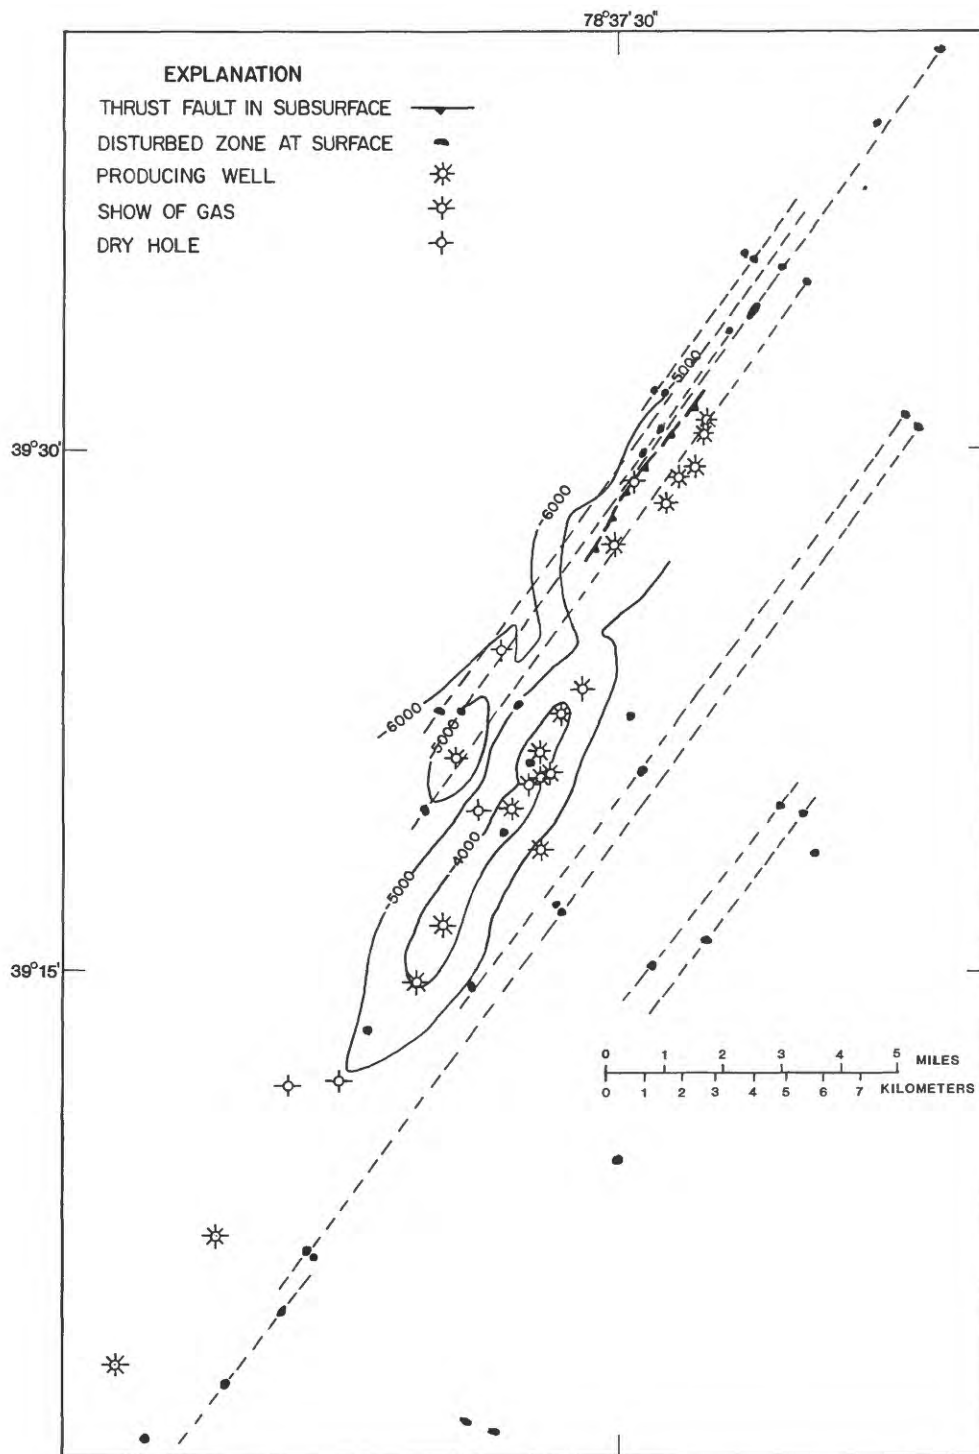 78°37'30"
EXPLANATION
THRUST FAULT IN SUBSURFACE
DISTURBED ZONE AT SURFACE
PRODUCING WELL
SHOW OF GAS
DRY HOLE
-5000
39°30'
-6000
-6000
-5000
-4000
-5000
39°15'
0 1 2 3 4 5 MILES
0 1 2 3 4 5 6 7 KILOMETERS